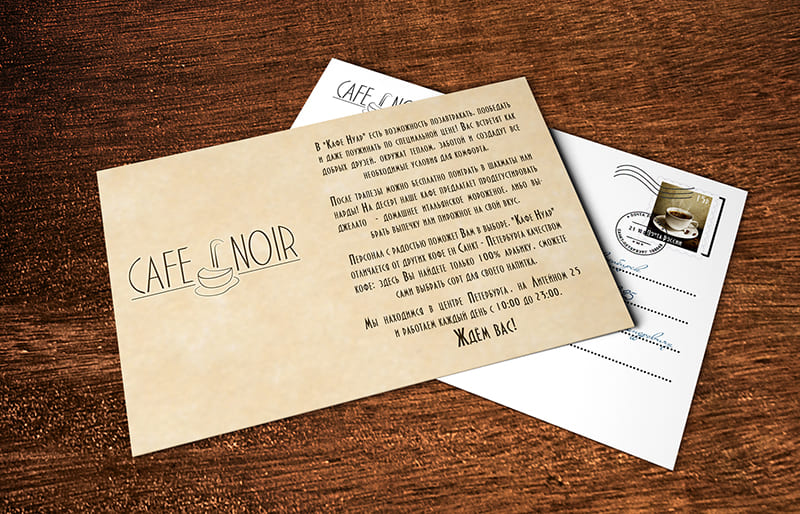 CAFE NOIR
CAFE NOIR
В "Кафе Нуар" есть возможность позавтракать, пообедать
и даже поужинать по специальной цене! Вас встретят как
добрых друзей, окружат теплом, заботой и создадут все
необходимые условия для комфорта.
После трапезы можно бесплатно поиграть в шахматы или
нарды! На десерт наше кафе предлагает продегустировать
джелато - домашнее итальянское мороженое, либо вы-
брать выпечку или пирожное на свой вкус.
Персонал с радостью поможет Вам в выборе. "Кафе Нуар"
отличается от других кофе ен Санкт - Петербурга качеством
кофе: здесь Вы найдете только 100% арабику, сможете
сами выбрать сорт для своего напитка.
Мы находимся в центре Петербурга, на Литейном 25
и работаем каждый день с 10:00 до 23:00.
Ждем вас!
Почта России